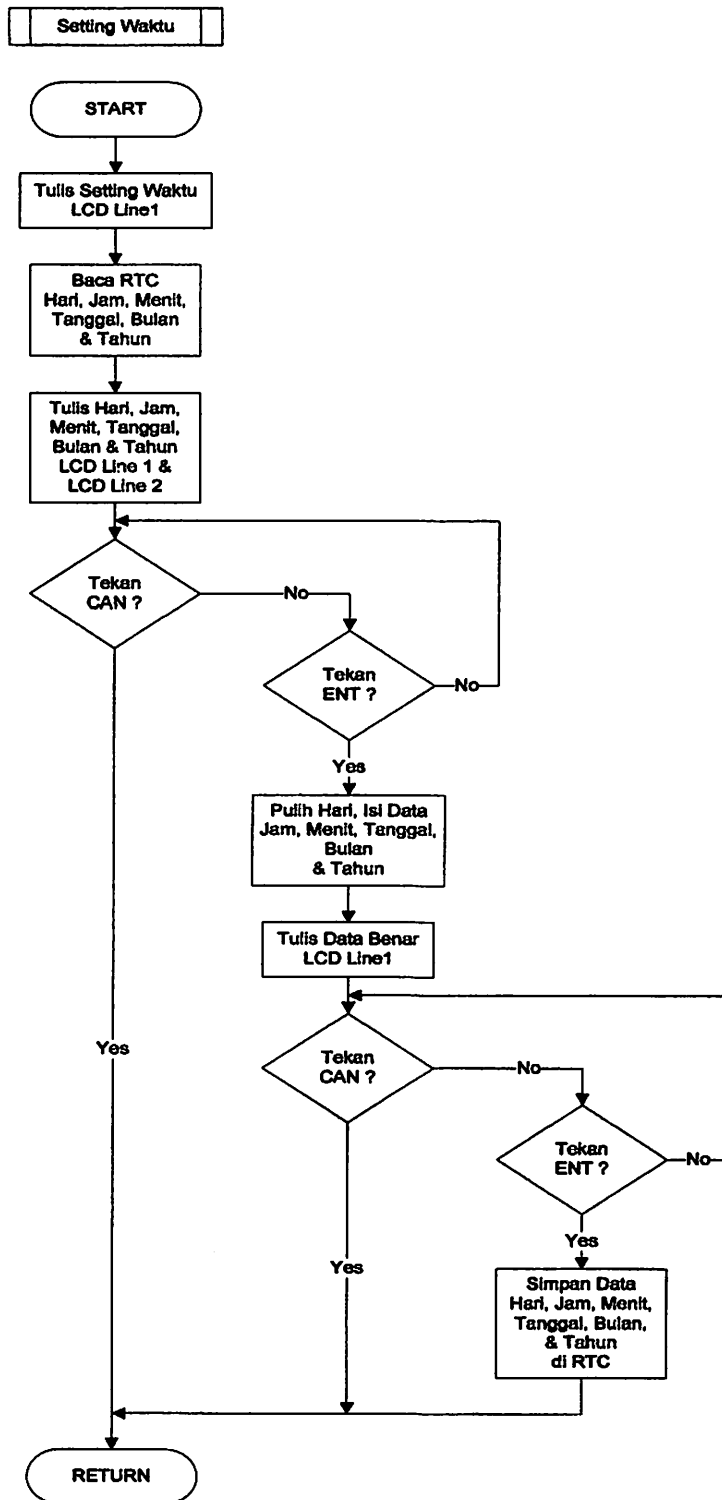 Setting Waktu
START
Tulis Setting Waktu
LCD Line1
Baca RTC
Hari, Jam, Menit,
Tanggal, Bulan
& Tahun
Tulis Hari, Jam,
Menit, Tanggal,
Bulan & Tahun
LCD Line 1 &
LCD Line 2
Tekan
CAN ?
No
Tekan
ENT ?
No
Yes
Pulih Hari, Isi Data
Jam, Menit, Tanggal,
Bulan
& Tahun
Tulis Data Benar
LCD Line1
Yes
Tekan
CAN ?
No
Tekan
ENT ?
No
Yes
Yes
Simpan Data
Hari, Jam, Menit,
Tanggal, Bulan,
& Tahun
di RTC
RETURN